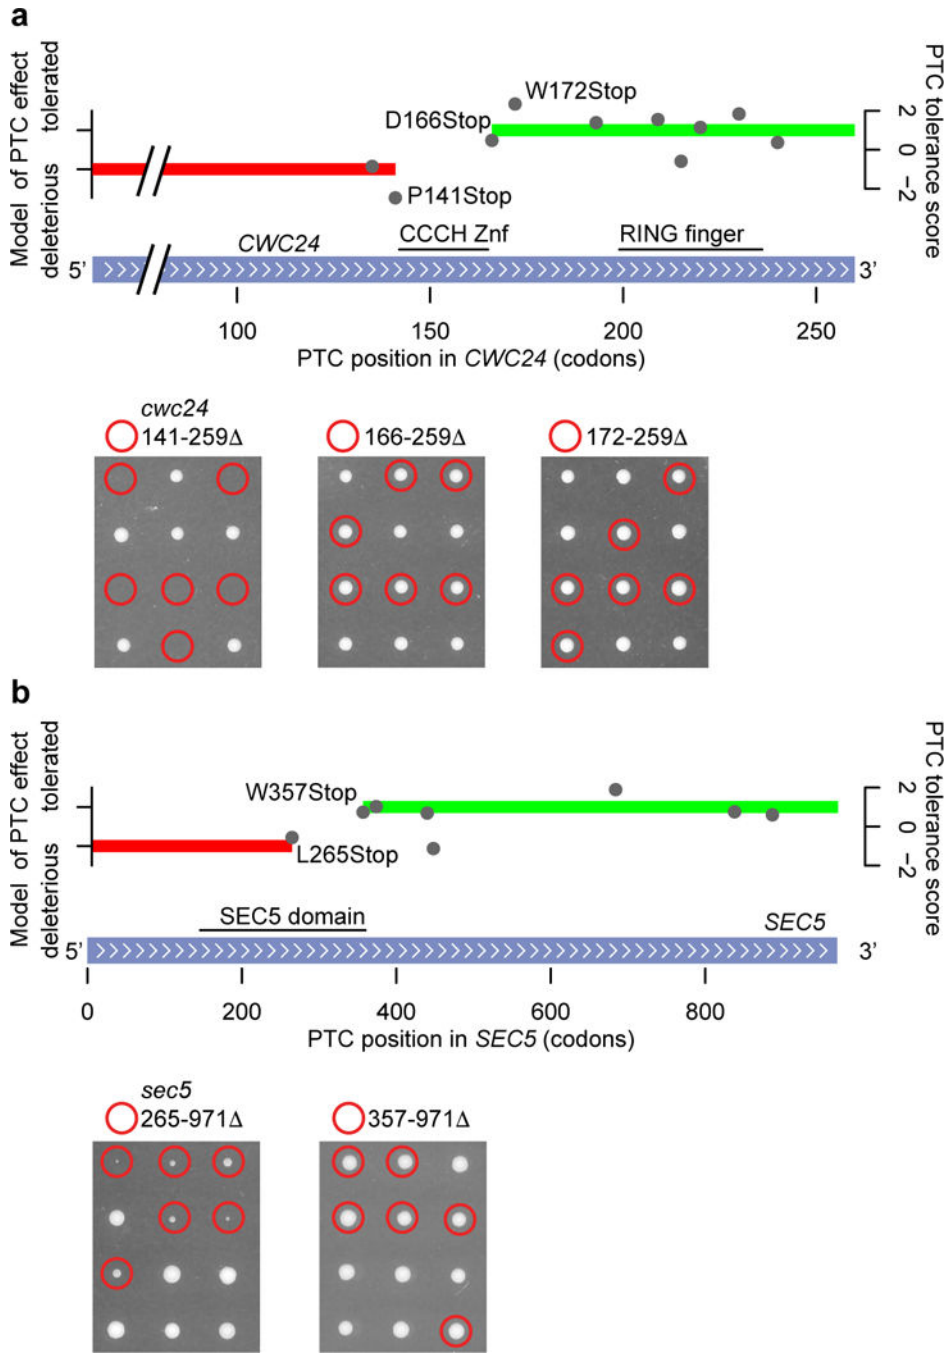 a
Model of PTC effect
deleterious tolerated
PTC tolerance score
2
0
−2
W172Stop
D166Stop
P141Stop
CWC24
CCCH Znf
RING finger
5’
3’
100
150
200
250
PTC position in CWC24 (codons)
cwc24
141-259Δ
166-259Δ
172-259Δ
b
Model of PTC effect
deleterious tolerated
PTC tolerance score
2
0
−2
W357Stop
L265Stop
SEC5 domain
SEC5
5’
3’
0
200
400
600
800
PTC position in SEC5 (codons)
sec5
265-971Δ
357-971Δ